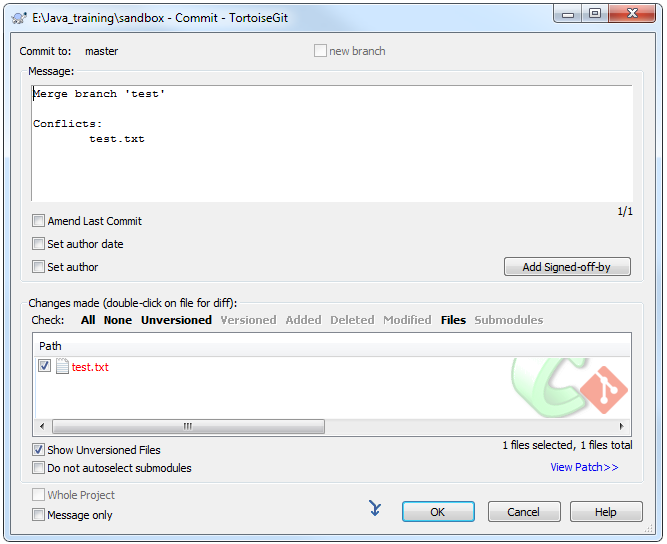 E:\Java_training\sandbox - Commit - TortoiseGit
Commit to: master new branch
Message:
Merge branch 'test'
Conflicts:
test.txt
1/1
Amend Last Commit
Set author date
Set author Add Signed-off-by
Changes made (double-click on file for diff):
Check: All None Unversioned Versioned Added Deleted Modified Files Submodules
Path
test.txt
Show Unversioned Files 1 files selected, 1 files total
Do not autoselect submodules View Patch>>
Whole Project
Message only OK Cancel Help